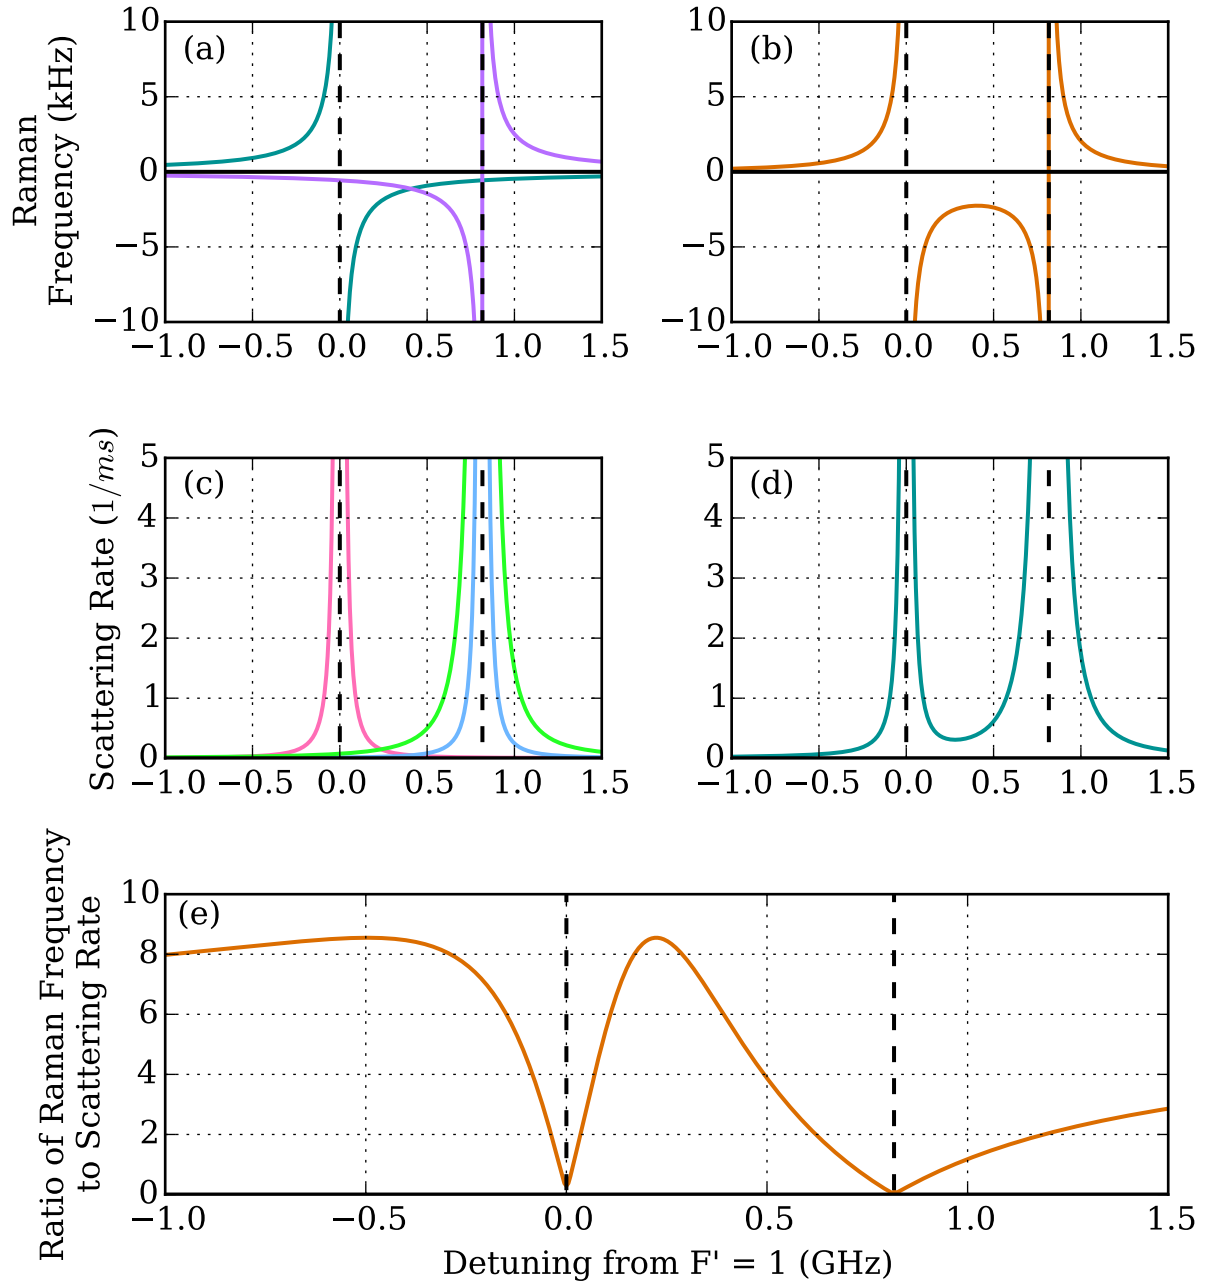 Raman
Frequency (kHz)
(a)
10
5
0
−5
−10
−1.0 −0.5 0.0 0.5 1.0 1.5
(b)
10
5
0
−5
−10
−1.0 −0.5 0.0 0.5 1.0 1.5
Scattering Rate (1/ms)
(c)
5
4
3
2
1
0
−1.0 −0.5 0.0 0.5 1.0 1.5
(d)
5
4
3
2
1
0
−1.0 −0.5 0.0 0.5 1.0 1.5
Ratio of Raman Frequency
to Scattering Rate
(e)
10
8
6
4
2
0
−1.0 −0.5 0.0 0.5 1.0 1.5
Detuning from F' = 1 (GHz)